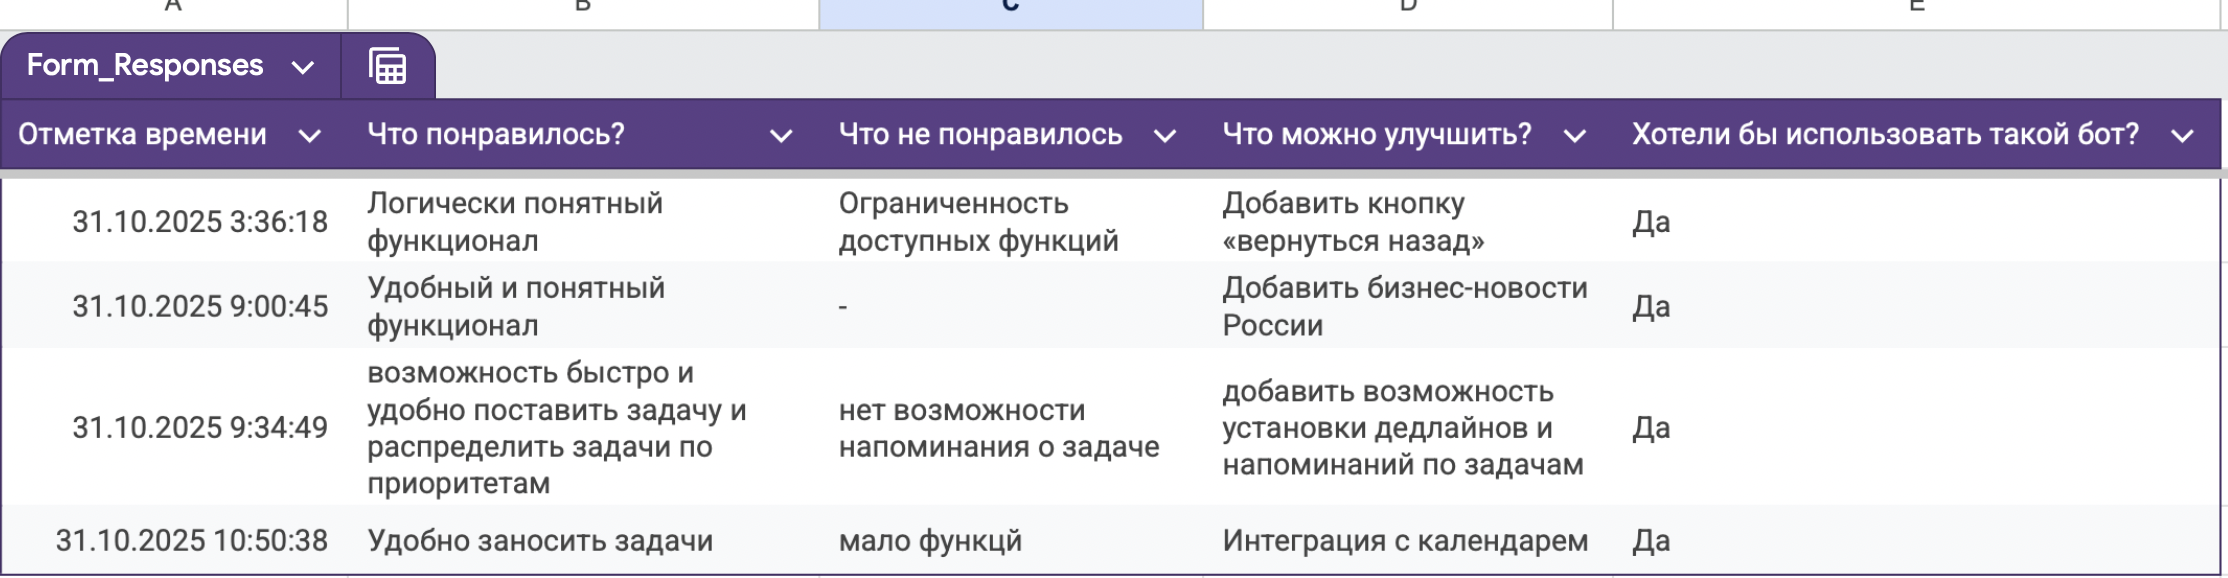 A B C D E
Form_Responses
Отметка времени Что понравилось? Что не понравилось Что можно улучшить? Хотели бы использовать такой бот?
31.10.2025 3:36:18 Логически понятный функционал Ограниченность доступных функций Добавить кнопку «вернуться назад» Да
31.10.2025 9:00:45 Удобный и понятный функционал - Добавить бизнес-новости России Да
31.10.2025 9:34:49 возможность быстро и удобно поставить задачу и распределить задачи по приоритетам нет возможности напоминания о задаче добавить возможность установки дедлайнов и напоминаний по задачам Да
31.10.2025 10:50:38 Удобно заносить задачи мало функцй Интеграция с календарем Да